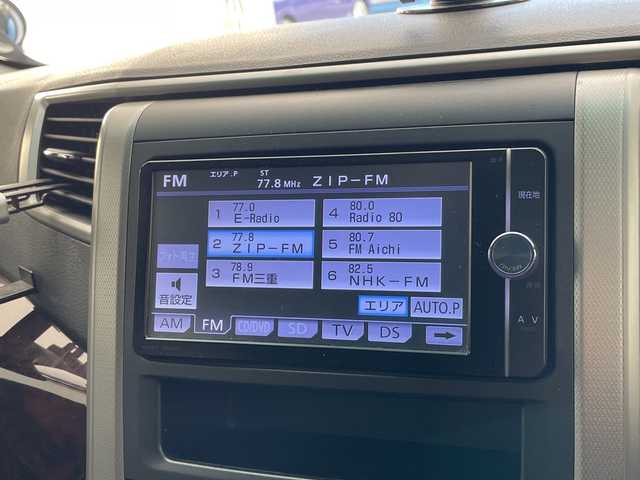 FM エリア.P ST 77.8 MHz ZIP-FM
現在地
1 77.0 E-Radio
4 80.0 Radio 80
2 77.8 ZIP-FM
5 80.7 FM Aichi
3 78.9 FM三重
6 82.5 NHK-FM
音設定
エリア AUTO.P
AM FM CD/DVD SD TV DS
AV